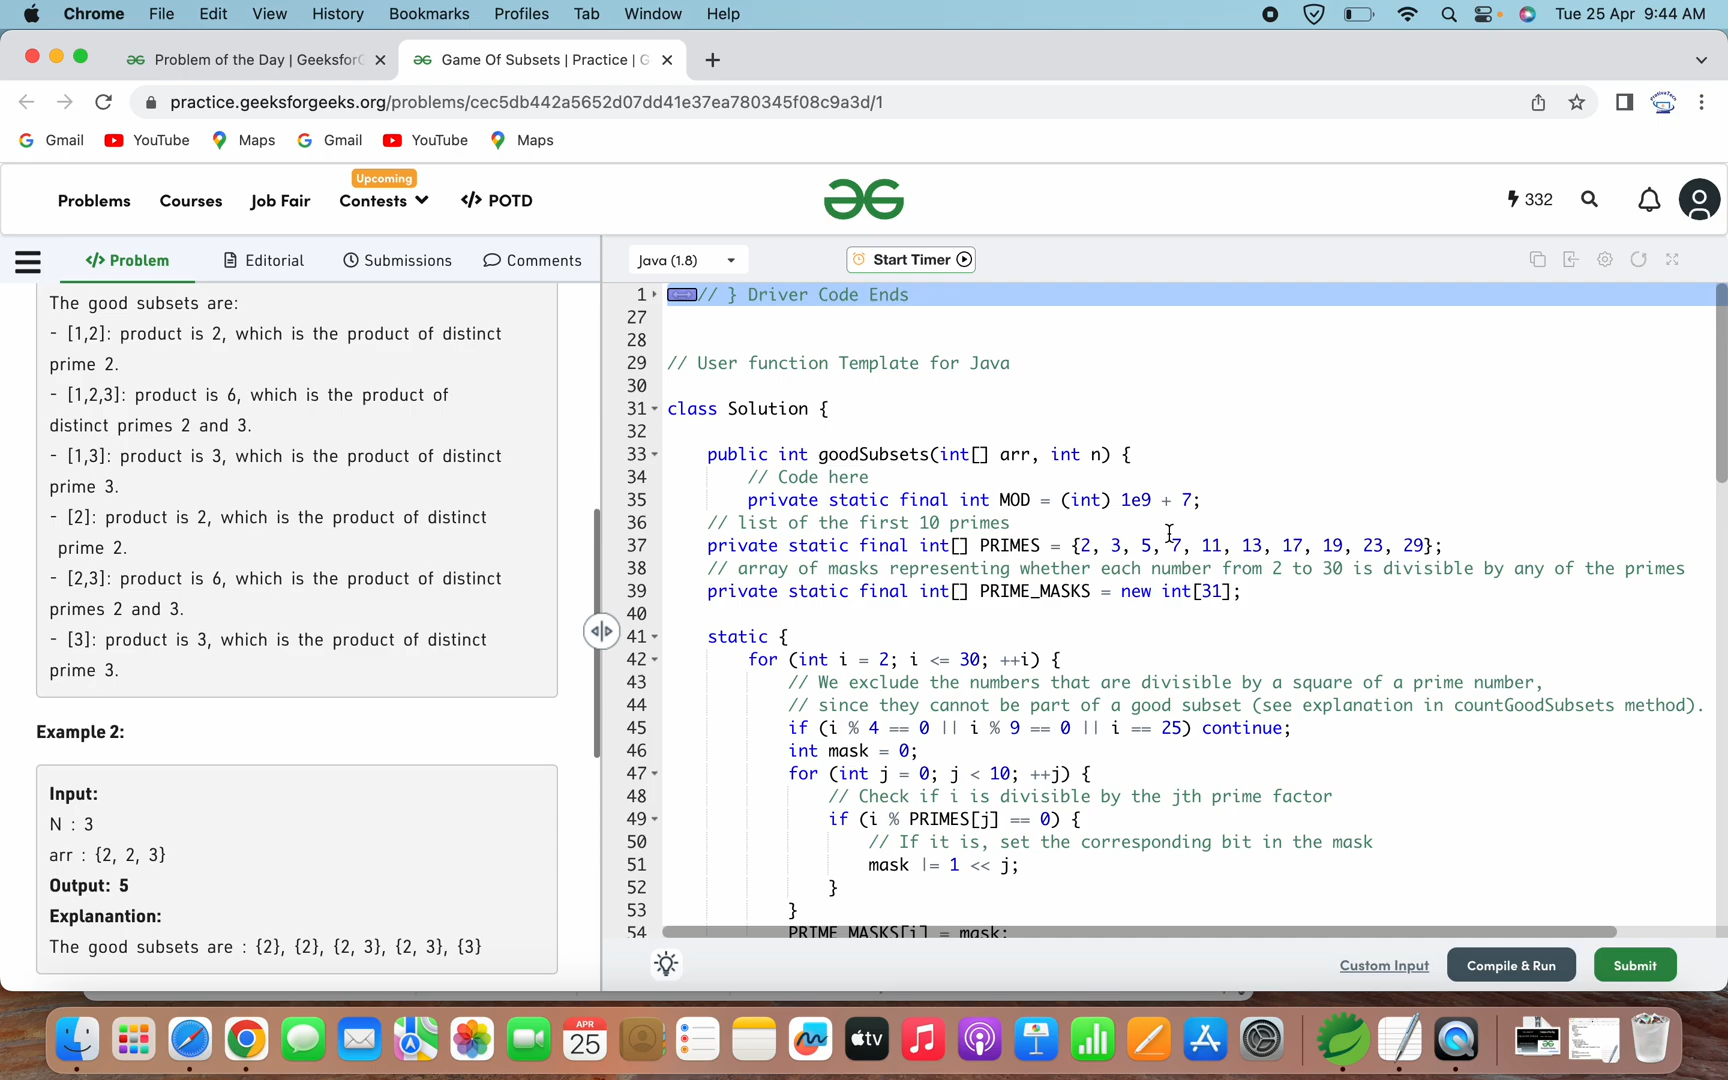 Chrome File Edit View History Bookmarks Profiles Tab Window Help Tue 25 Apr 9:44 AM
Problem of the Day | GeeksforG
Game Of Subsets | Practice | G
practice.geeksforgeeks.org/problems/cec5db442a5652d07dd41e37ea780345f08c9a3d/1
Gmail YouTube Maps Gmail YouTube Maps
Upcoming
Problems Courses Job Fair Contests </> POTD 332
</> Problem Editorial Submissions Comments
The good subsets are:
- [1,2]: product is 2, which is the product of distinct
prime 2.
- [1,2,3]: product is 6, which is the product of
distinct primes 2 and 3.
- [1,3]: product is 3, which is the product of distinct
prime 3.
- [2]: product is 2, which is the product of distinct
prime 2.
- [2,3]: product is 6, which is the product of distinct
primes 2 and 3.
- [3]: product is 3, which is the product of distinct
prime 3.
Example 2:
Input:
N : 3
arr : {2, 2, 3}
Output: 5
Explanantion:
The good subsets are : {2}, {2}, {2, 3}, {2, 3}, {3}
Java (1.8) Start Timer
1 // } Driver Code Ends
27
28
29 // User function Template for Java
30
31 class Solution {
32
33 public int goodSubsets(int[] arr, int n) {
34 // Code here
35 private static final int MOD = (int) 1e9 + 7;
36 // list of the first 10 primes
37 private static final int[] PRIMES = {2, 3, 5, 7, 11, 13, 17, 19, 23, 29};
38 // array of masks representing whether each number from 2 to 30 is divisible by any of the primes
39 private static final int[] PRIME_MASKS = new int[31];
40
41 static {
42 for (int i = 2; i <= 30; ++i) {
43 // We exclude the numbers that are divisible by a square of a prime number,
44 // since they cannot be part of a good subset (see explanation in countGoodSubsets method).
45 if (i % 4 == 0 || i % 9 == 0 || i == 25) continue;
46 int mask = 0;
47 for (int j = 0; j < 10; ++j) {
48 // Check if i is divisible by the jth prime factor
49 if (i % PRIMES[j] == 0) {
50 // If it is, set the corresponding bit in the mask
51 mask |= 1 << j;
52 }
53 }
54 PRIME_MASKS[i] = mask;
Custom Input Compile & Run Submit
APR
25
tv